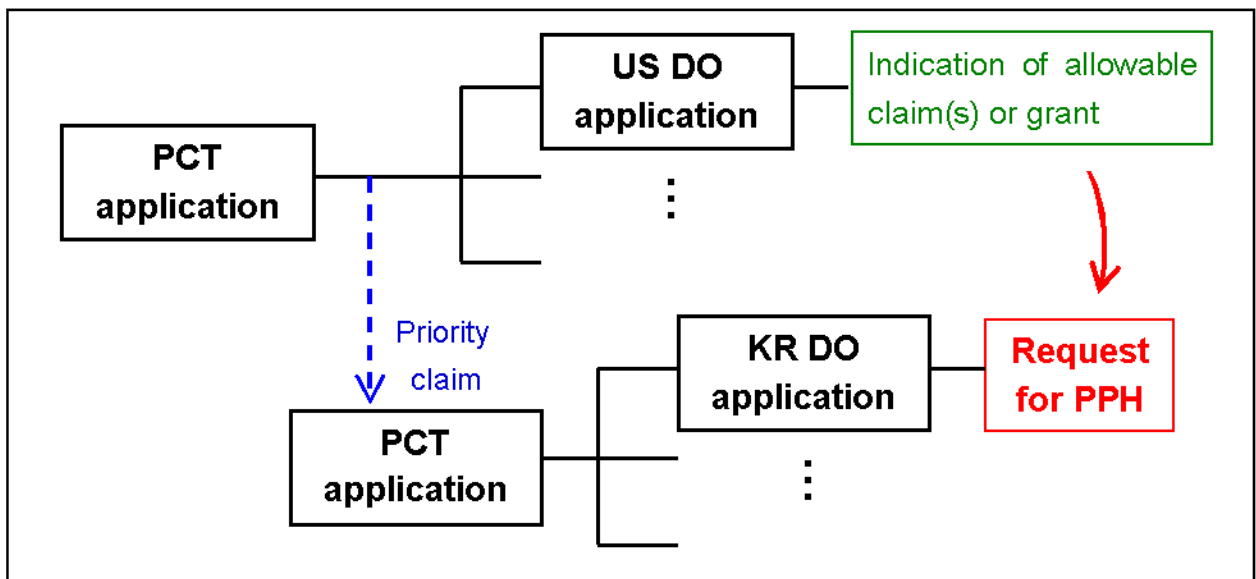 US DO
application
Indication of allowable
claim(s) or grant
PCT
application
Priority
claim
KR DO
application
Request
for PPH
PCT
application